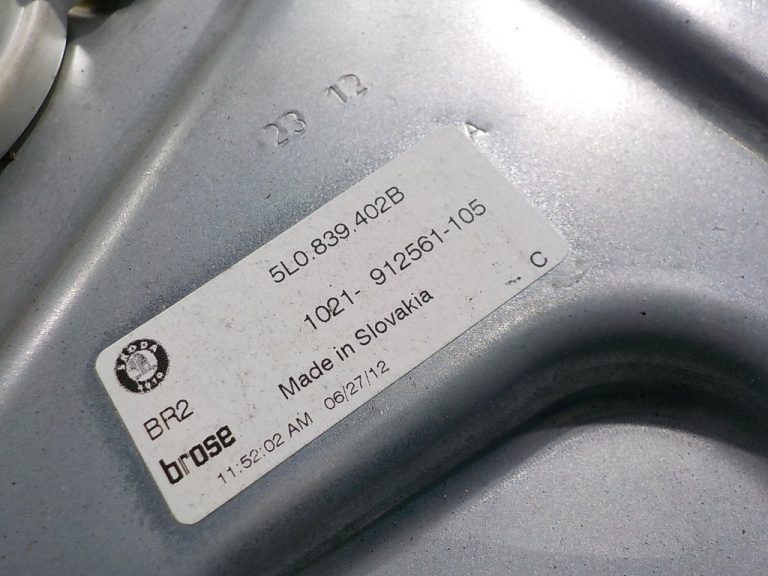 23 12
A
5L0.839.402B
1021- 912561-105
C
Made in Slovakia
ŠKODA
BR2
brose
11:52:02 AM 06/27/12